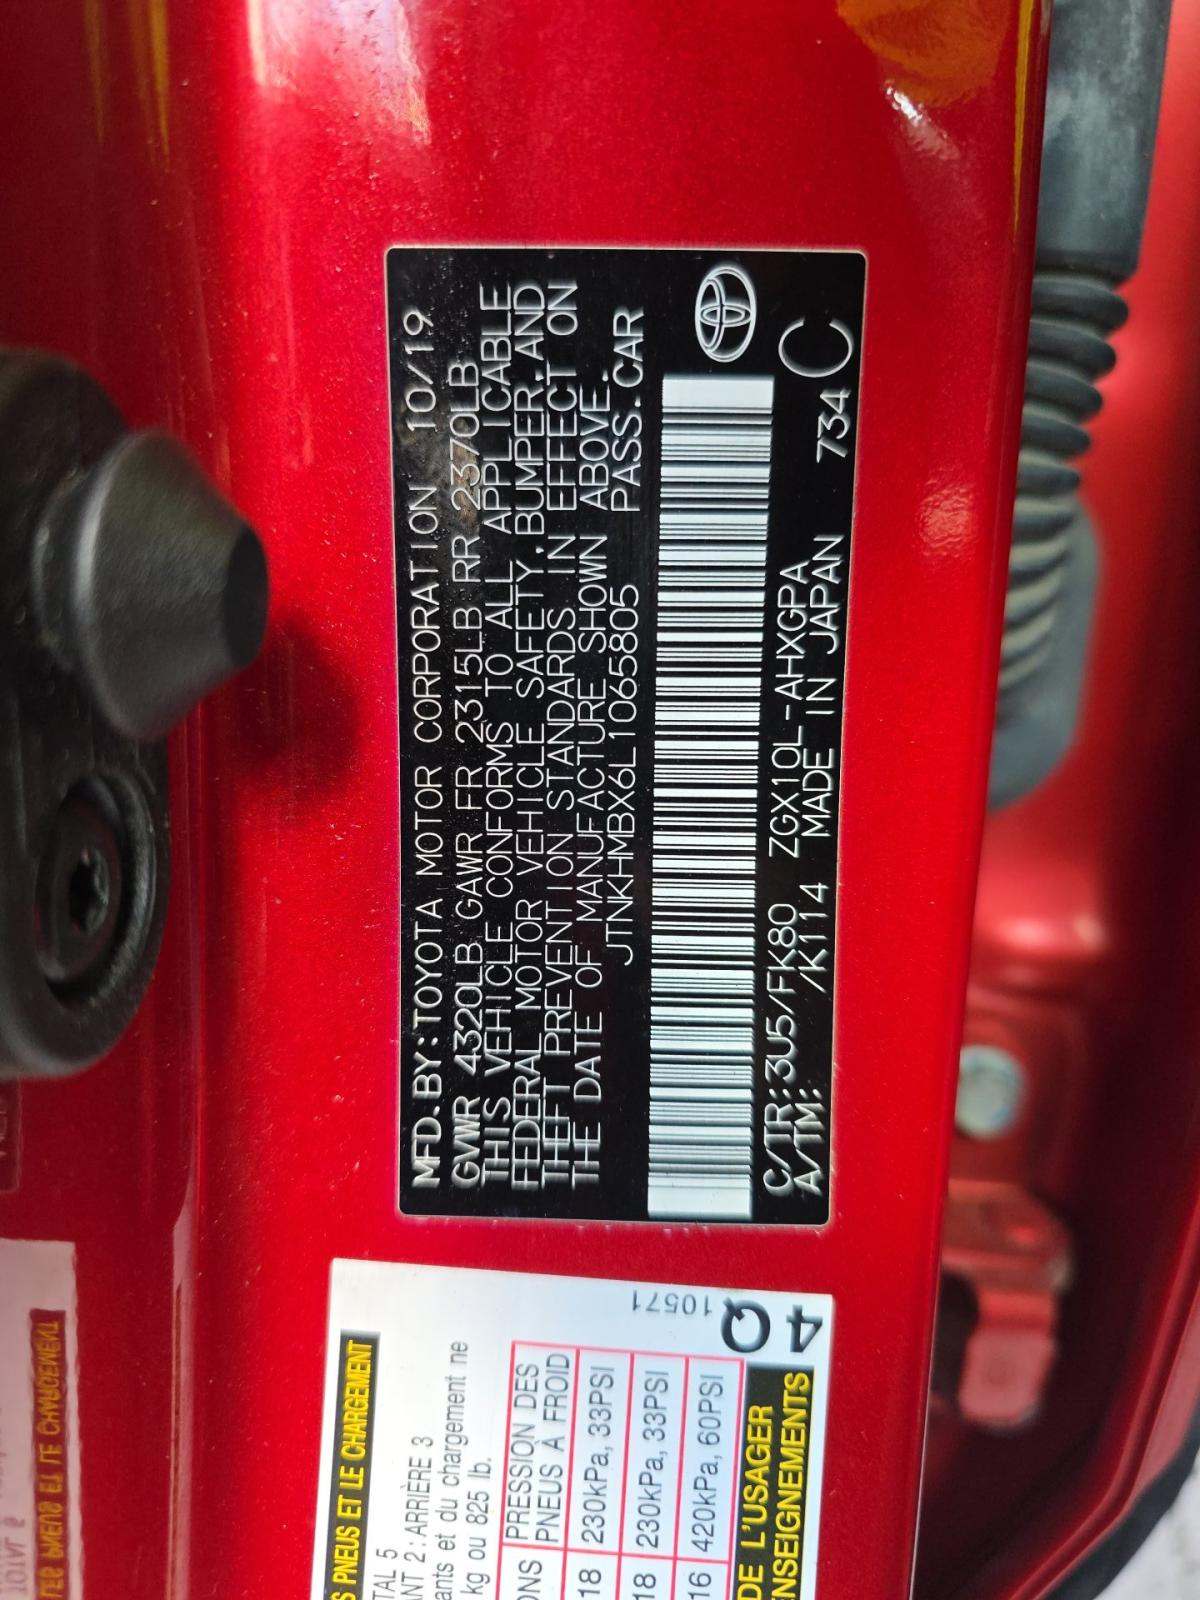 MFD.BY:TOYOTA MOTOR CORPORATION 10/19
GVWR 4320LB GAWR FR 2315LB RR 2370LB
THIS VEHICLE CONFORMS TO ALL APPLICABLE
FEDERAL MOTOR VEHICLE SAFETY,BUMPER,AND
THEFT PREVENTION STANDARDS IN EFFECT ON
THE DATE OF MANUFACTURE SHOWN ABOVE.
JTNKHMBX6L1065805 PASS.CAR
C/TR:3U5/FK80 ZGX10L-AHXGPA
A/TM: /K114 MADE IN JAPAN 734 C
S PNEUS ET LE CHARGEMENT
TAL 5
ANT 2:ARRIÈRE 3
ants et du chargement ne
kg ou 825 lb.
ONS PRESSION DES
PNEUS À FROID
18 230kPa, 33PSI
18 230kPa, 33PSI
16 420kPa, 60PSI
DE L'USAGER
NSEIGNEMENTS
10571
4Q